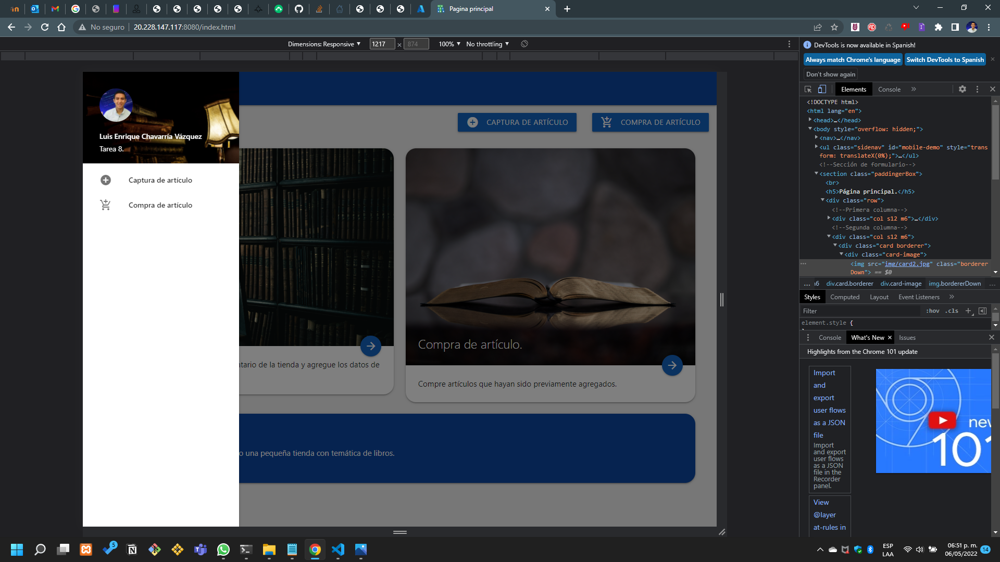 Pagina principal
No seguro
20.228.147.117:8080/index.html
Dimensions: Responsive
1217
×
874
100%
No throttling
Luis Enrique Chavarría Vázquez
Tarea 8.
Captura de artículo
Compra de artículo
CAPTURA DE ARTÍCULO
COMPRA DE ARTÍCULO
ntario de la tienda y agregue los datos de
Compra de artículo.
Compre artículos que hayan sido previamente agregados.
o una pequeña tienda con temática de libros.
DevTools is now available in Spanish!
Always match Chrome's language
Switch DevTools to Spanish
Don't show again
Elements
Console
<!DOCTYPE html>
<html lang="en">
<head>…</head>
<body style="overflow: hidden;">
<nav>…</nav>
<ul class="sidenav" id="mobile-demo" style="trans
form: translateX(0%);">…</ul>
<!--Sección de formulario-->
<section class="paddingerBox">
<br>
<h5>Página principal.</h5>
<div class="row">
<!--Primera columna-->
<div class="col s12 m6">…</div>
<!--Segunda columna-->
<div class="col s12 m6">
<div class="card borderer">
<div class="card-image">
<img src="img/card2.jpg" class="borderer
Down"> == $0
... m6 div.card.borderer div.card-image img.bordererDown ...
Styles
Computed
Layout
Event Listeners
Filter
:hov
.cls
element.style {
Console
What's New
Issues
Highlights from the Chrome 101 update
Import
and
export
user flows
as a JSON
file
Import
and export
user flows
as a JSON
file in the
Recorder
panel.
new
101
View
@layer
at-rules in
5
ESP
LAA
06:51 p. m.
06/05/2022
14